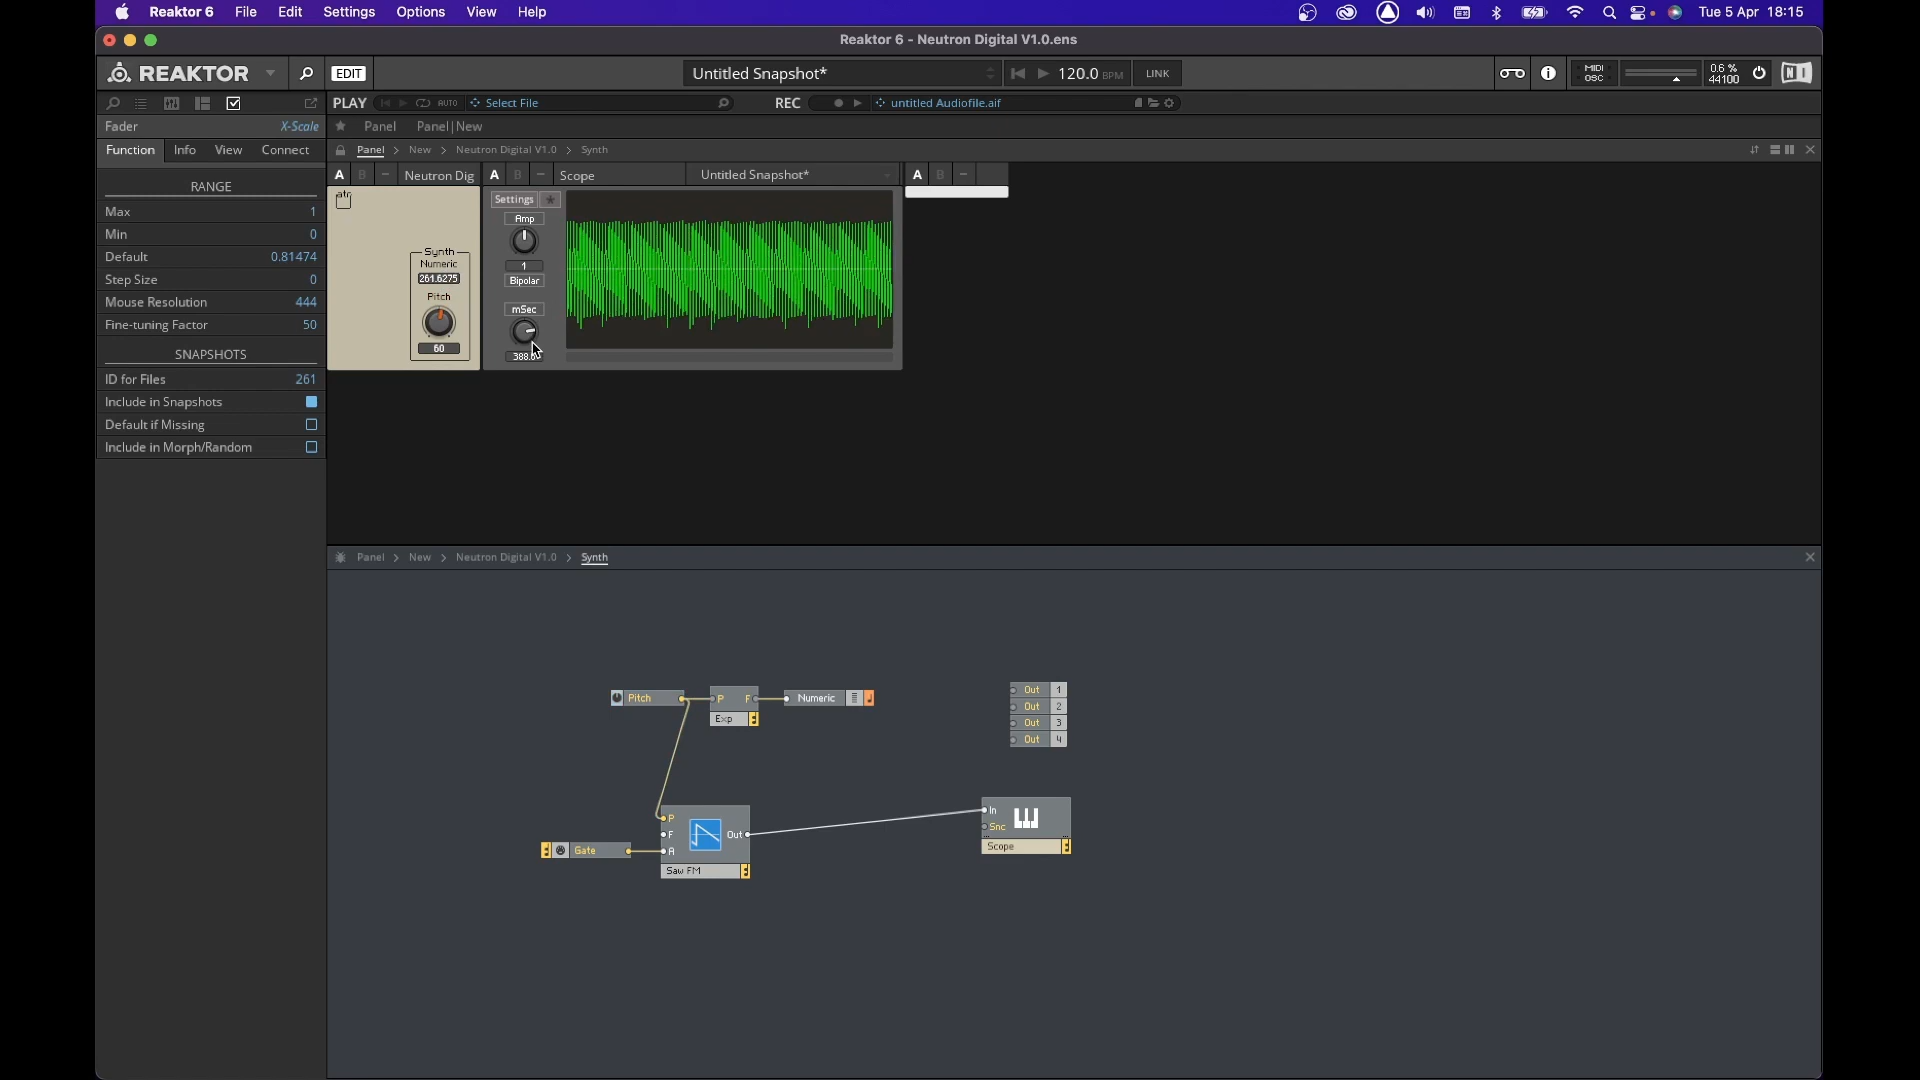 Reaktor 6 File Edit Settings Options View Help Tue 5 Apr 18:15
Reaktor 6 - Neutron Digital V1.0.ens
REAKTOR EDIT Untitled Snapshot* 120.0 BPM LINK MIDI OSC 0.6 % 44100
PLAY AUTO Select File REC untitled Audiofile.aif
Fader X-Scale Panel Panel|New
Function Info View Connect Panel > New > Neutron Digital V1.0 > Synth
A B – Neutron Dig A B – Scope Untitled Snapshot* A B –
RANGE
Max 1
Min 0
Default 0.81474
Step Size 0
Mouse Resolution 444
Fine-tuning Factor 50
SNAPSHOTS
ID for Files 261
Include in Snapshots
Default if Missing
Include in Morph/Random
Synth
Numeric
261.6275
Pitch
60
Settings
Amp
1
Bipolar
mSec
Panel > New > Neutron Digital V1.0 > Synth
Pitch P F Numeric
Exp
Out 1
Out 2
Out 3
Out 4
P
F Out
Gate A
Saw FM
In
Snc
Scope